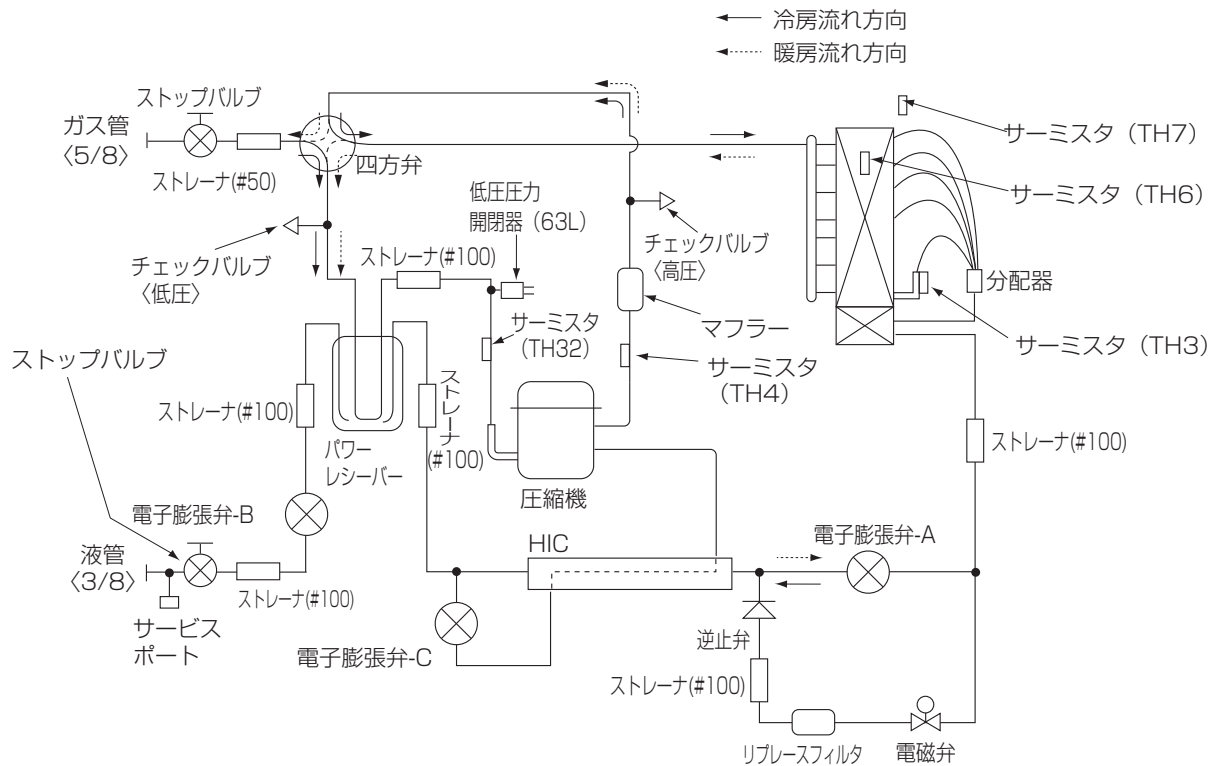 冷房流れ方向
暖房流れ方向
ストップバルブ
ガス管
〈5/8〉
ストレーナ(#50)
四方弁
サーミスタ（TH7）
サーミスタ（TH6）
低圧圧力
開閉器（63L）
チェックバルブ
〈高圧〉
チェックバルブ
〈低圧〉
ストレーナ(#100)
分配器
マフラー
サーミスタ
(TH32)
サーミスタ（TH3）
ストップバルブ
サーミスタ
（TH4）
ストレーナ(#100)
ストレーナ
(#100)
ストレーナ(#100)
パワー
レシーバー
圧縮機
電子膨張弁-B
電子膨張弁-A
HIC
液管
〈3/8〉
ストレーナ(#100)
サービス
ポート
逆止弁
電子膨張弁-C
ストレーナ(#100)
リプレースフィルタ
電磁弁